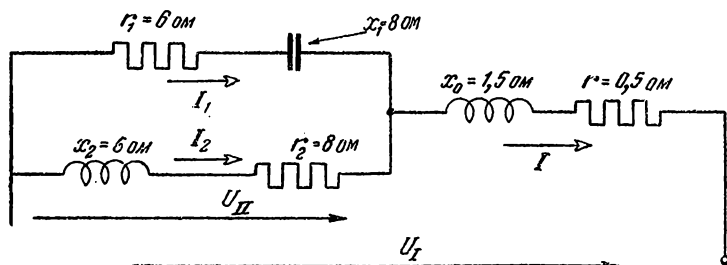 r₁=6 ом
x₁=8 ом
I₁
x₀=1,5 ом
r=0,5 ом
x₂=6 ом
I₂
r₂=8 ом
I
U_II
U_I